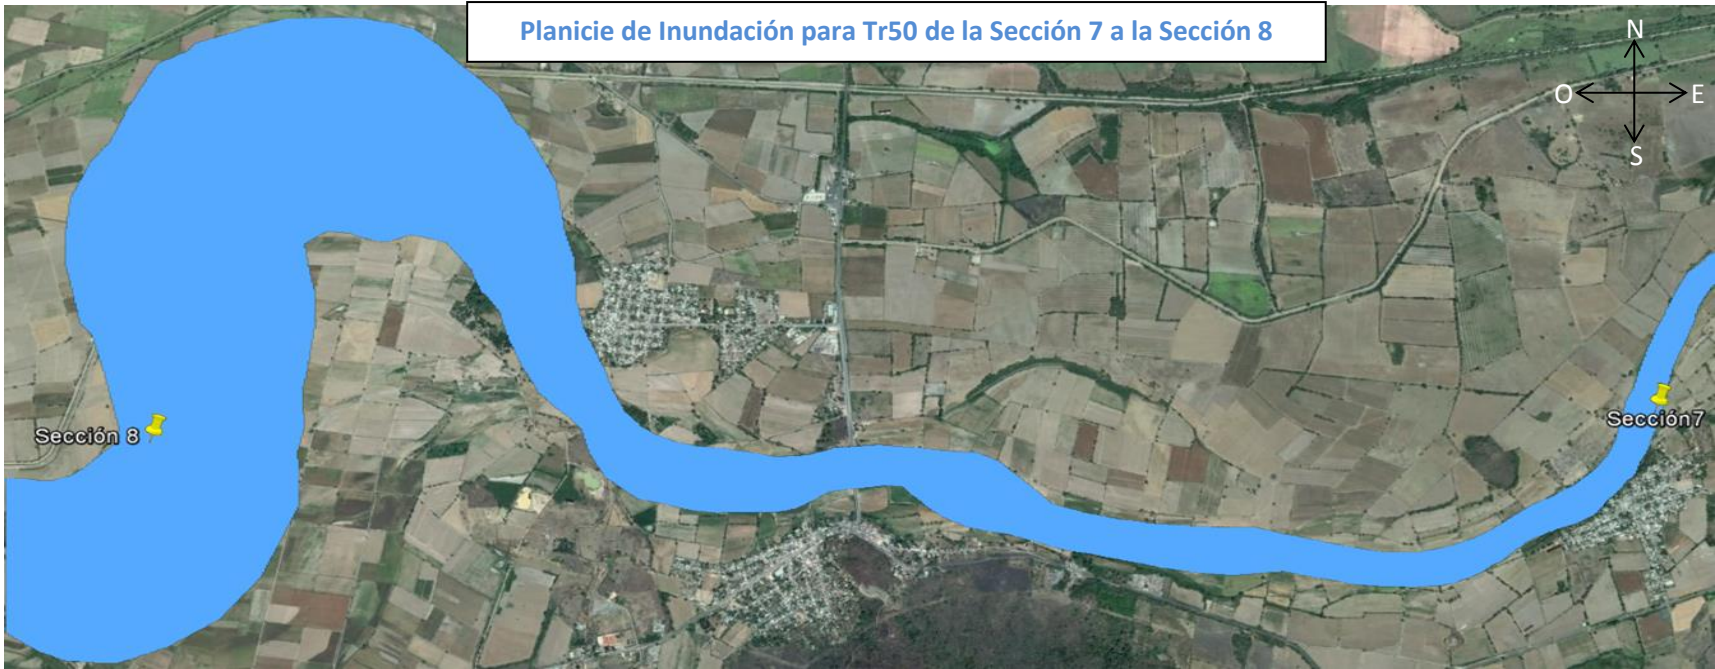 Planicie de Inundación para Tr50 de la Sección 7 a la Sección 8
N
O E
S
Sección 8
Sección7